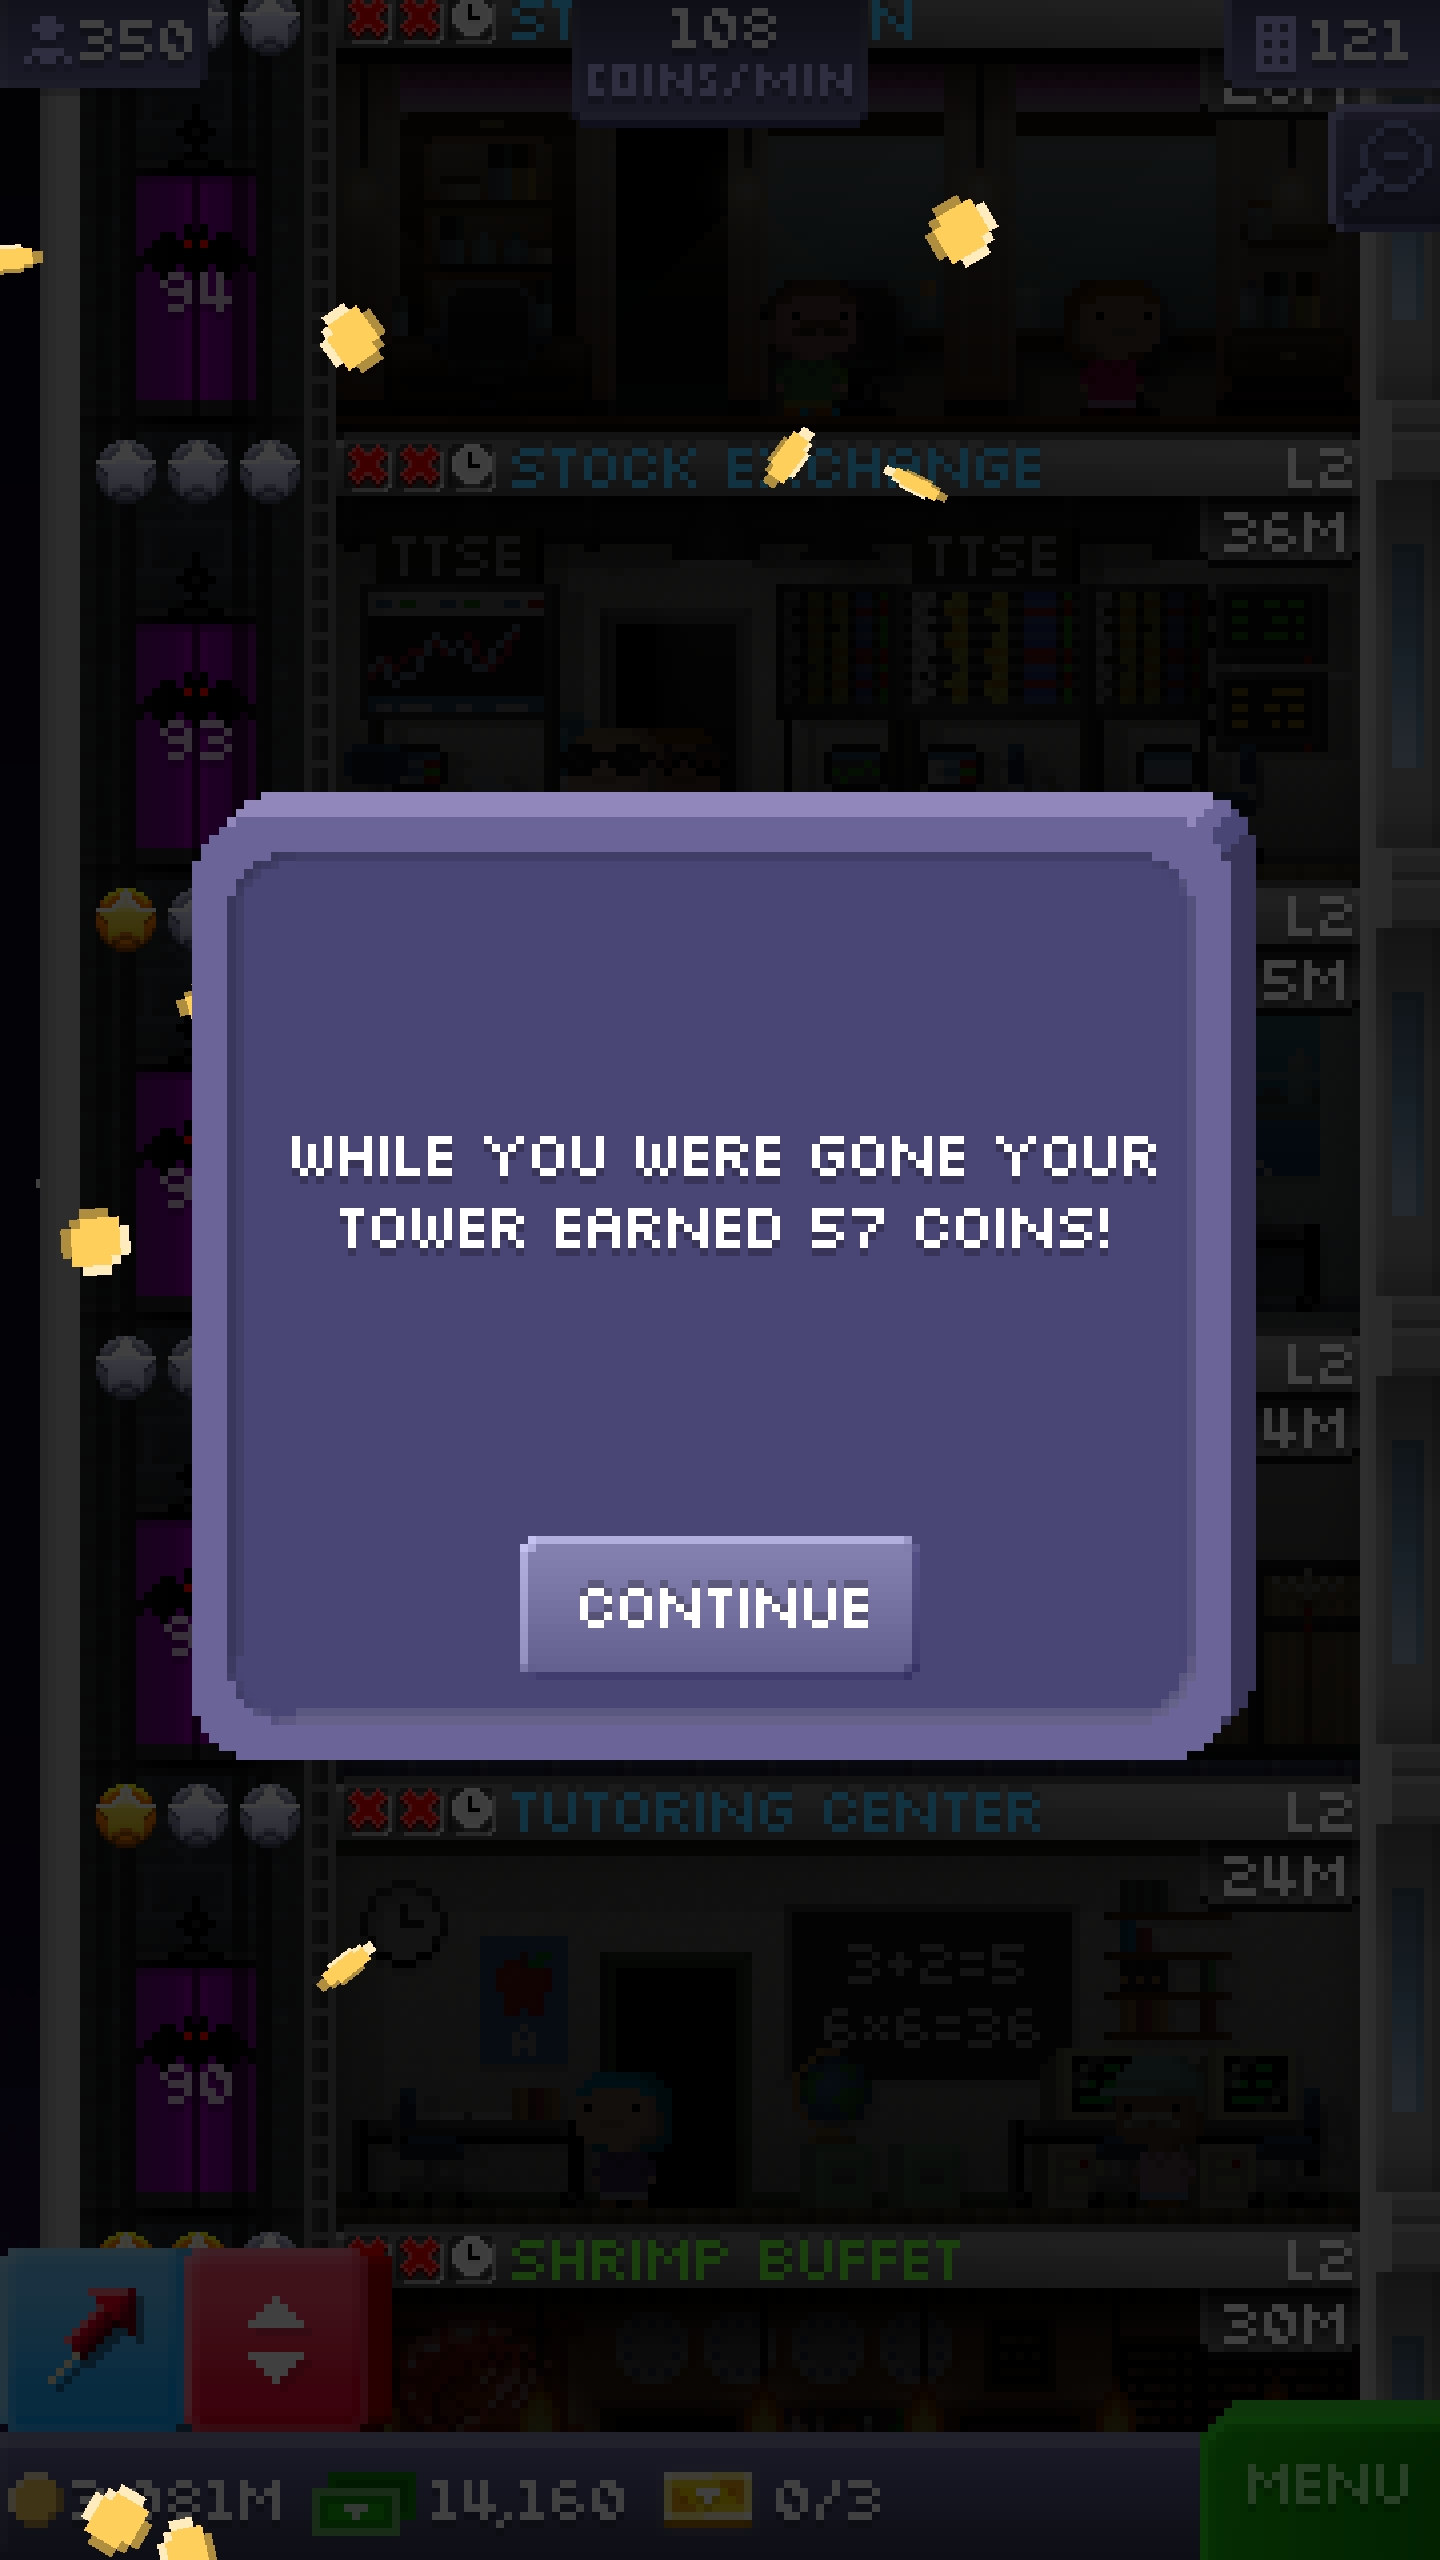 350
108
COINS/MIN
121
94
STOCK EXCHANGE
L2
36M
TTSE
TTSE
93
L2
5M
WHILE YOU WERE GONE YOUR
TOWER EARNED 57 COINS!
L2
4M
CONTINUE
TUTORING CENTER
L2
24M
3+2=5
6×6=36
A
90
SHRIMP BUFFET
L2
30M
14,160
0/3
MENU